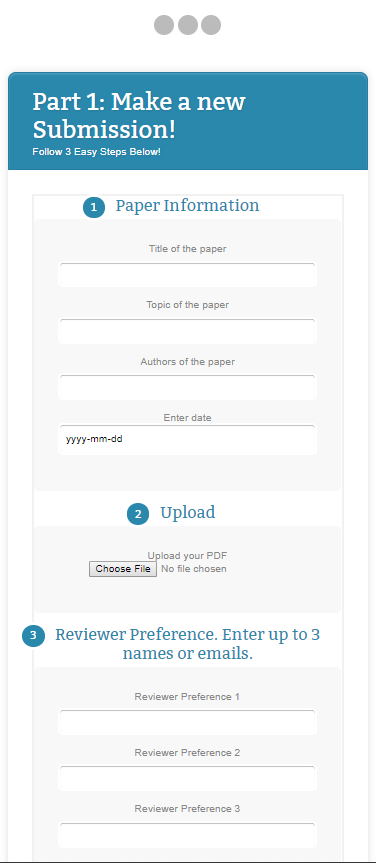 Part 1: Make a new
Submission!
Follow 3 Easy Steps Below!
1 Paper Information
Title of the paper
Topic of the paper
Authors of the paper
Enter date
yyyy-mm-dd
2 Upload
Upload your PDF
Choose File No file chosen
3 Reviewer Preference. Enter up to 3
names or emails.
Reviewer Preference 1
Reviewer Preference 2
Reviewer Preference 3